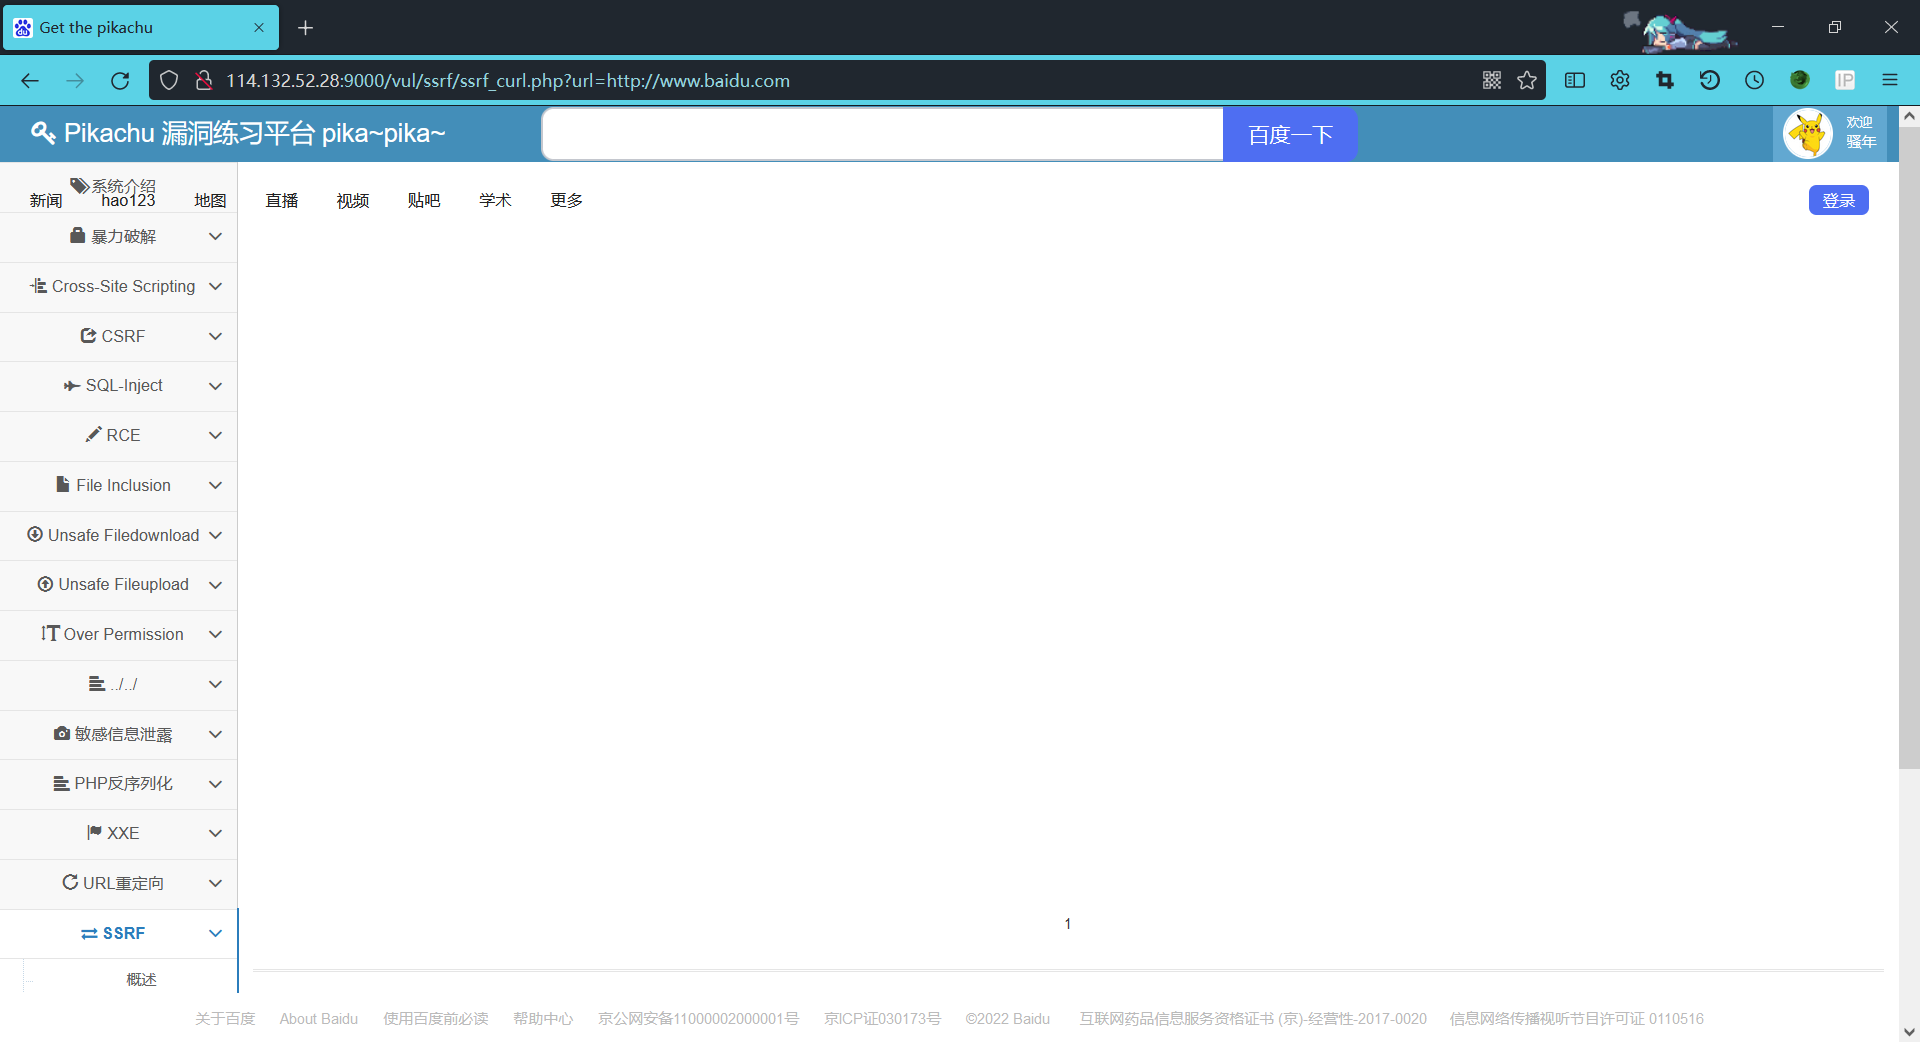 Get the pikachu
114.132.52.28:9000/vul/ssrf/ssrf_curl.php?url=http://www.baidu.com
IP
Pikachu 漏洞练习平台 pika~pika~
百度一下
欢迎
骚年
系统介绍
新闻 hao123 地图 直播 视频 贴吧 学术 更多 登录
暴力破解
Cross-Site Scripting
CSRF
SQL-Inject
RCE
File Inclusion
Unsafe Filedownload
Unsafe Fileupload
Over Permission
../../
敏感信息泄露
PHP反序列化
XXE
URL重定向
SSRF
1
概述
关于百度 About Baidu 使用百度前必读 帮助中心 京公网安备11000002000001号 京ICP证030173号 ©2022 Baidu 互联网药品信息服务资格证书 (京)-经营性-2017-0020 信息网络传播视听节目许可证 0110516